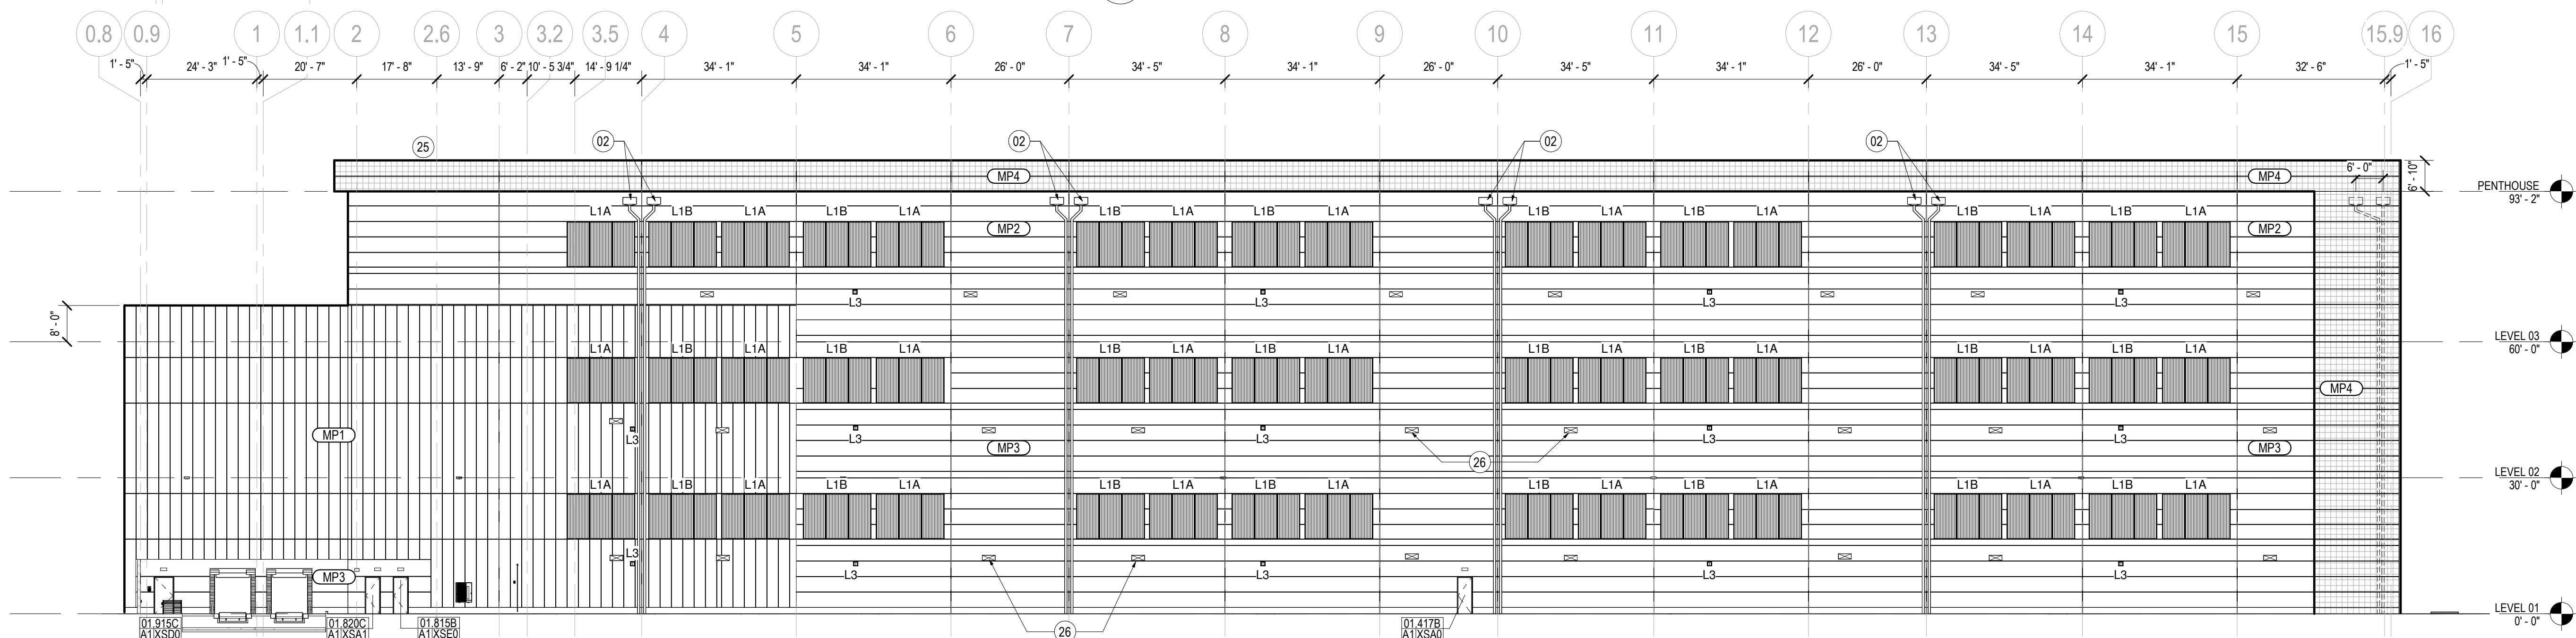 0.8 0.9 1 1.1 2 2.6 3 3.2 3.5 4 5 6 7 8 9 10 11 12 13 14 15 15.9 16
1' - 5" 24' - 3" 1' - 5" 20' - 7" 17' - 8" 13' - 9" 6' - 2" 10' - 5 3/4" 14' - 9 1/4" 34' - 1" 34' - 1" 26' - 0" 34' - 5" 34' - 1" 26' - 0" 34' - 5" 34' - 1" 26' - 0" 34' - 5" 34' - 1" 32' - 6" 1' - 5"
25 02 02 02 02
6' - 0" 6' - 10"
MP4 MP4
PENTHOUSE
93' - 2"
L1A L1B L1A L1B L1A L1B L1A L1B L1A L1B L1A L1B L1A L1B L1A L1B L1A
MP2 MP2
L3 L3 L3 L3
8' - 0"
LEVEL 03
60' - 0"
L1A L1B L1A L1B L1A L1B L1A L1B L1A L1B L1A L1B L1A L1B L1A L1B L1A
MP4
MP1
L3 L3 L3 L3 L3
MP3 MP3
26
LEVEL 02
30' - 0"
L1A L1B L1A L1B L1A L1B L1A L1B L1A L1B L1A L1B L1A L1B L1A L1B L1A
L3
MP3
L3 L3 L3 L3
LEVEL 01
0' - 0"
01.915C 01.820C 01.815B 01.417B
A1 XSD0 A1 XSA1 A1 XSE0 A1 XSA0
26